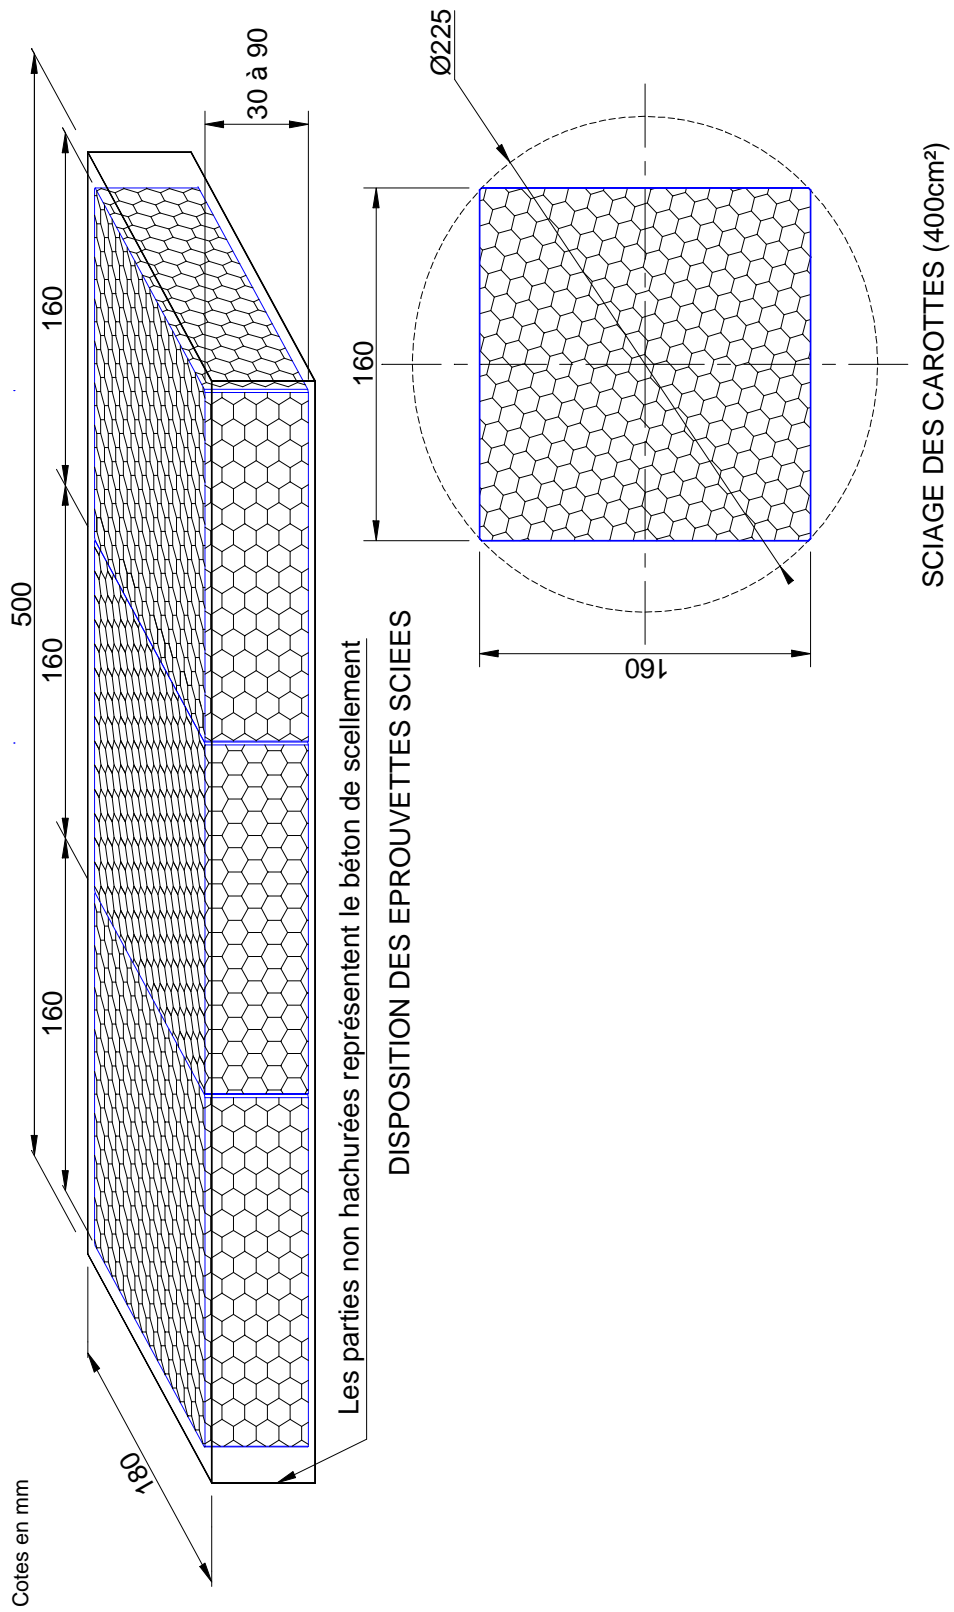 Cotes en mm
500
160
160
160
180
30 à 90
Les parties non hachurées représentent le béton de scellement
DISPOSITION DES EPROUVETTES SCIEES
Ø225
160
160
SCIAGE DES CAROTTES (400cm²)